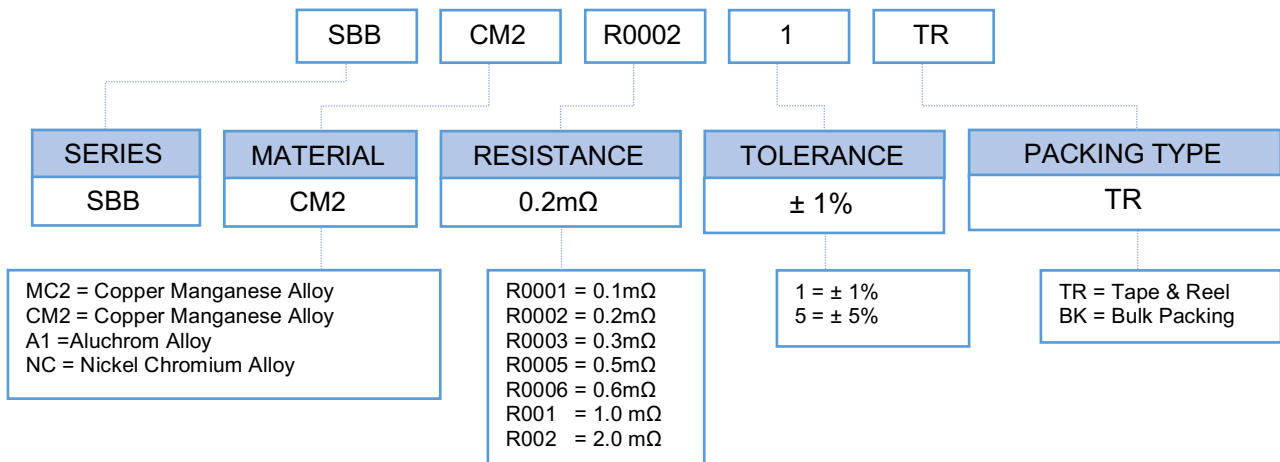 SBB CM2 R0002 1 TR
SERIES MATERIAL RESISTANCE TOLERANCE PACKING TYPE
SBB CM2 0.2mΩ ± 1% TR
MC2 = Copper Manganese Alloy
CM2 = Copper Manganese Alloy
A1 =Aluchrom Alloy
NC = Nickel Chromium Alloy
R0001 = 0.1mΩ
R0002 = 0.2mΩ
R0003 = 0.3mΩ
R0005 = 0.5mΩ
R0006 = 0.6mΩ
R001 = 1.0 mΩ
R002 = 2.0 mΩ
1 = ± 1%
5 = ± 5%
TR = Tape & Reel
BK = Bulk Packing